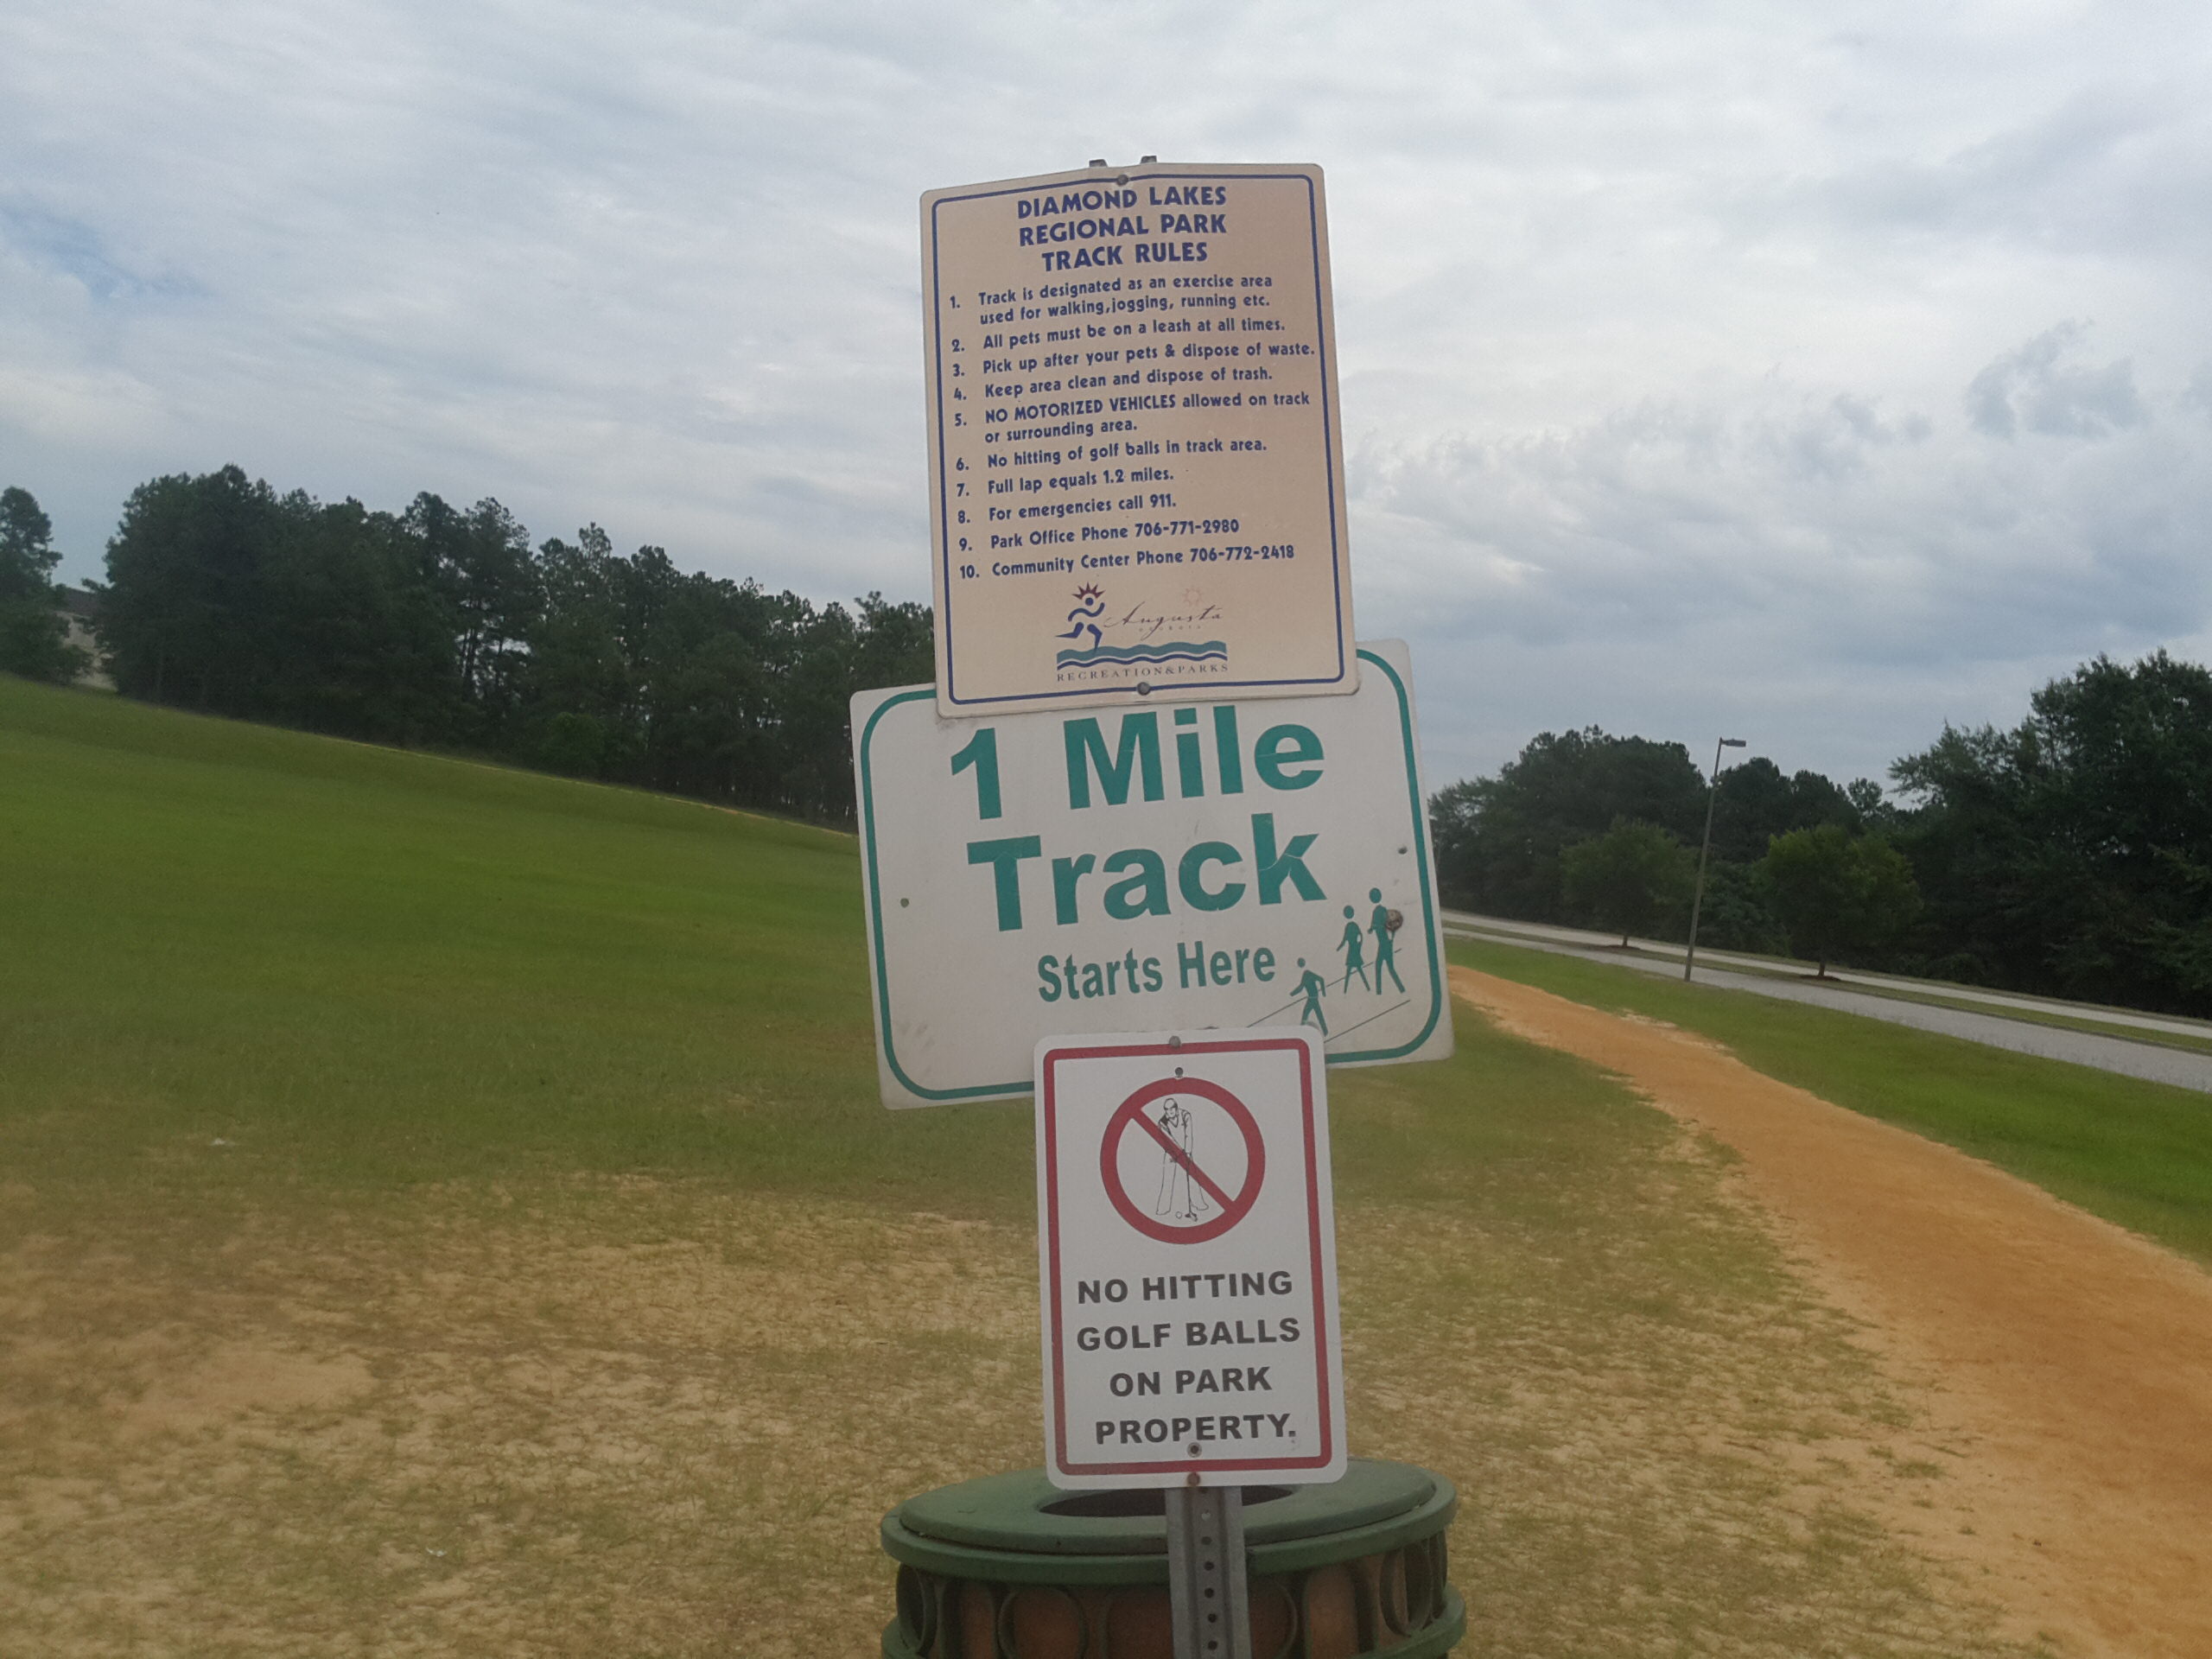 DIAMOND LAKES
REGIONAL PARK
TRACK RULES
1. Track is designated as an exercise area
used for walking,jogging, running etc.
2. All pets must be on a leash at all times.
3. Pick up after your pets & dispose of waste.
4. Keep area clean and dispose of trash.
5. NO MOTORIZED VEHICLES allowed on track
or surrounding area.
6. No hitting of golf balls in track area.
7. Full lap equals 1.2 miles.
8. For emergencies call 911.
9. Park Office Phone 706-771-2980
10. Community Center Phone 706-772-2418
Augusta
RECREATION&PARKS
1 Mile
Track
Starts Here
NO HITTING
GOLF BALLS
ON PARK
PROPERTY.